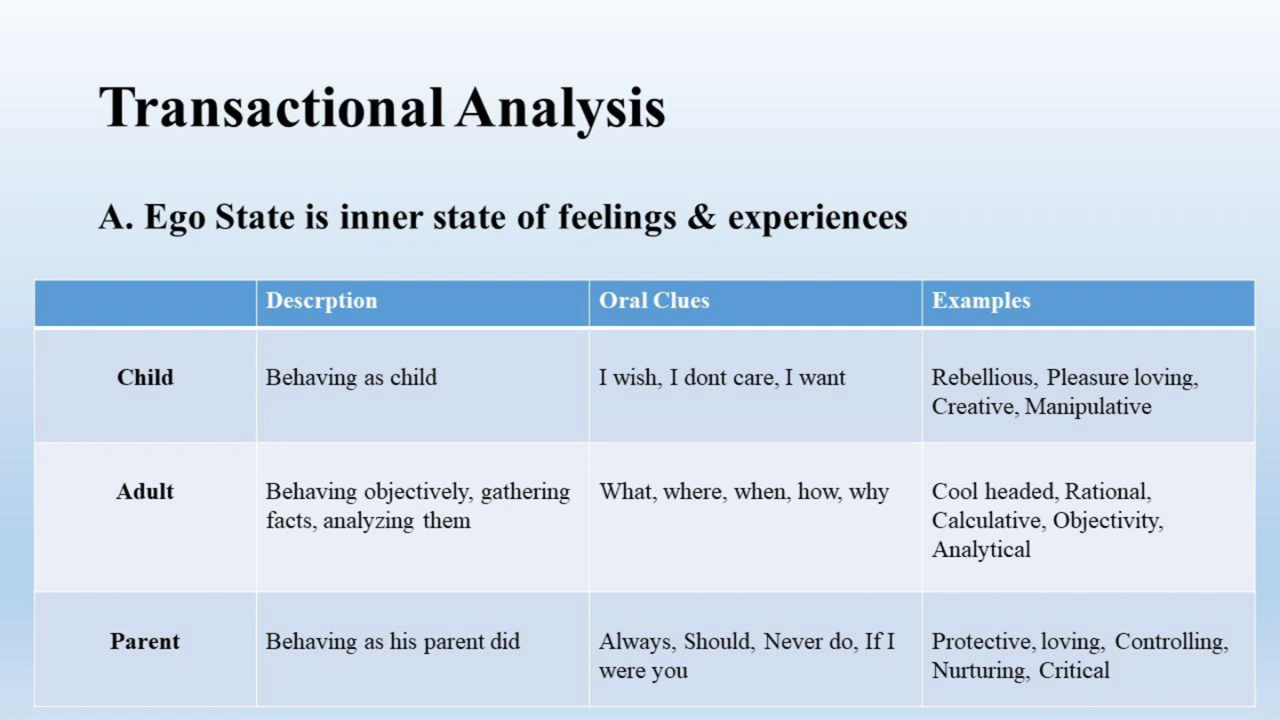 Transactional Analysis
A. Ego State is inner state of feelings & experiences
Descrption Oral Clues Examples
Child Behaving as child I wish, I dont care, I want Rebellious, Pleasure loving,
Creative, Manipulative
Adult Behaving objectively, gathering What, where, when, how, why Cool headed, Rational,
facts, analyzing them Calculative, Objectivity,
Analytical
Parent Behaving as his parent did Always, Should, Never do, If I Protective, loving, Controlling,
were you Nurturing, Critical